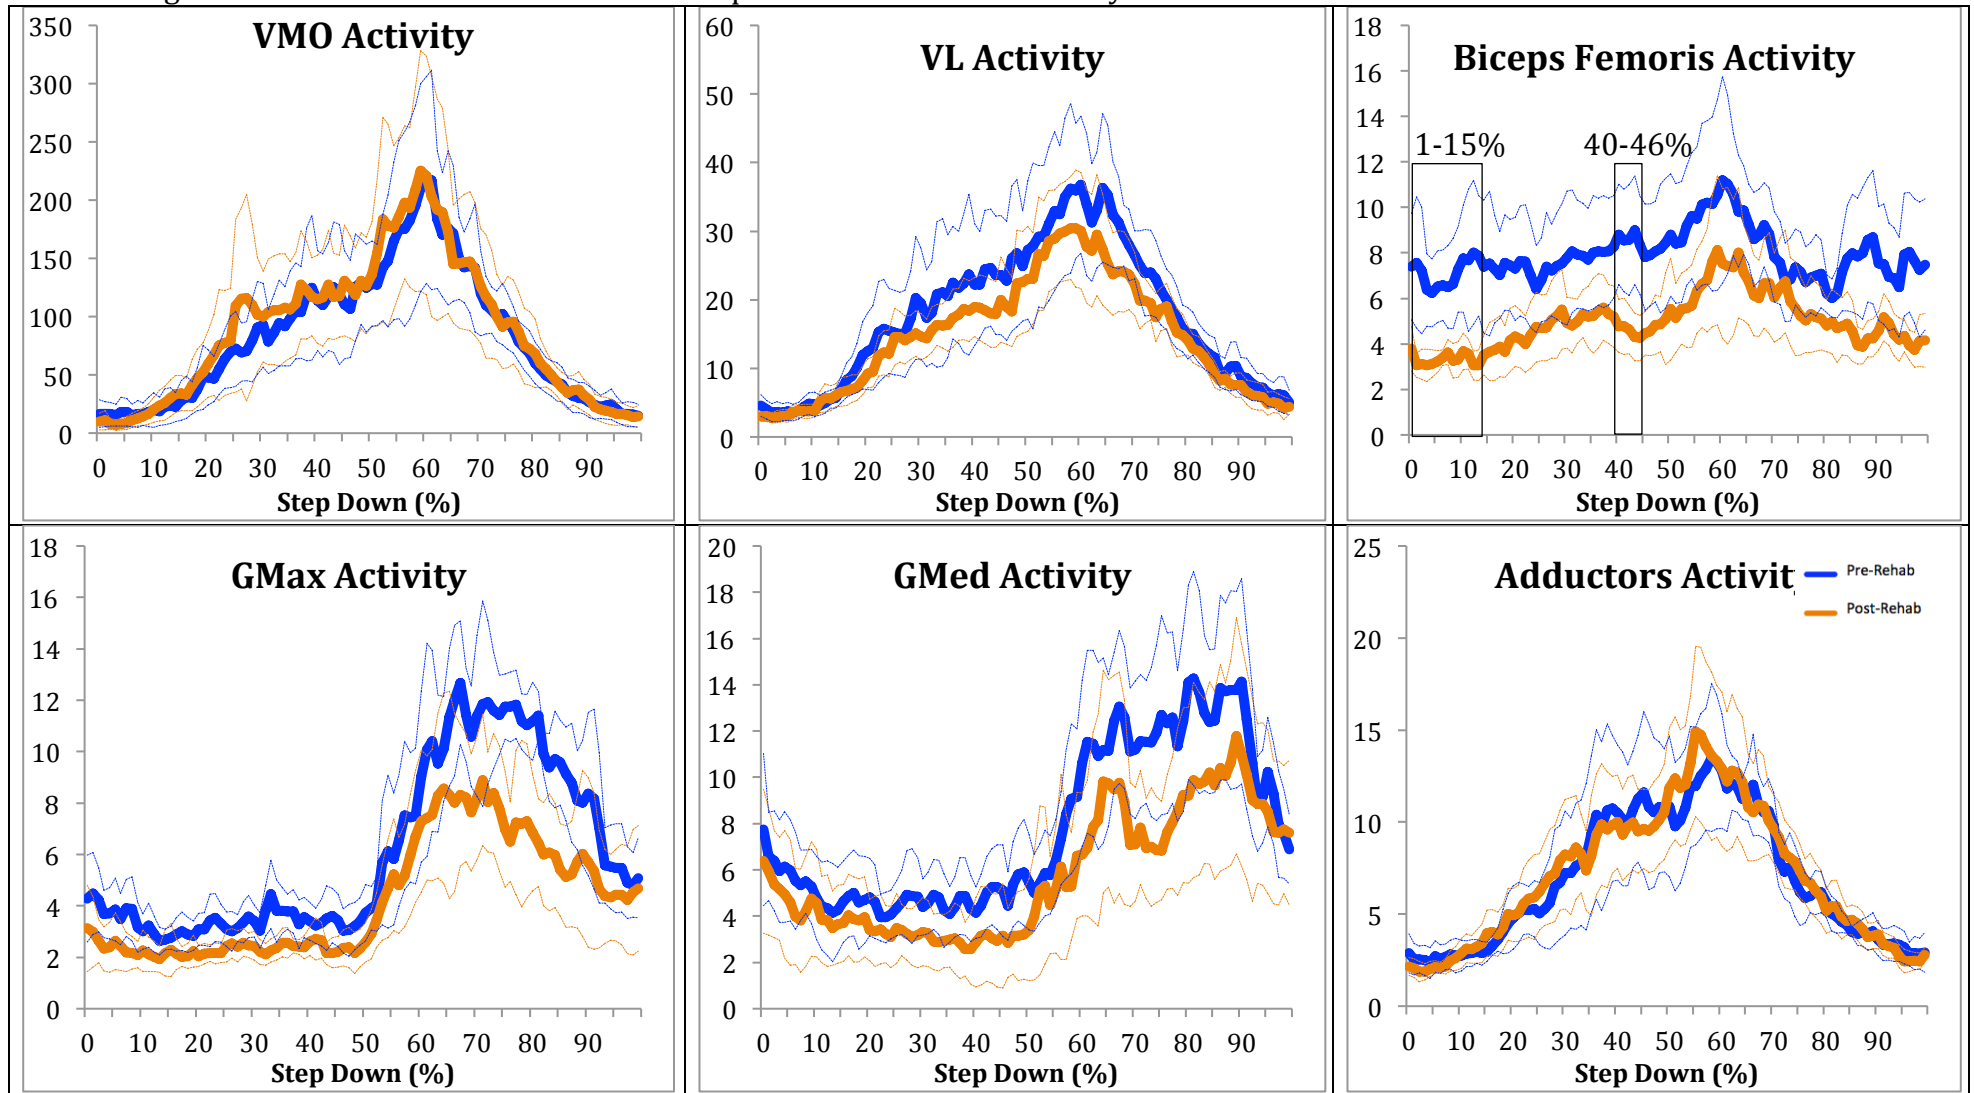 VMO Activity
350
300
250
200
150
100
50
0
0 10 20 30 40 50 60 70 80 90
Step Down (%)
VL Activity
60
50
40
30
20
10
0
0 10 20 30 40 50 60 70 80 90
Step Down (%)
Biceps Femoris Activity
18
16
14
12
10
8
6
4
2
0
1-15%
40-46%
0 10 20 30 40 50 60 70 80 90
Step Down (%)
GMax Activity
18
16
14
12
10
8
6
4
2
0
0 10 20 30 40 50 60 70 80 90
Step Down (%)
GMed Activity
20
18
16
14
12
10
8
6
4
2
0
0 10 20 30 40 50 60 70 80 90
Step Down (%)
Adductors Activit
Pre-Rehab
Post-Rehab
25
20
15
10
5
0
0 10 20 30 40 50 60 70 80 90
Step Down (%)